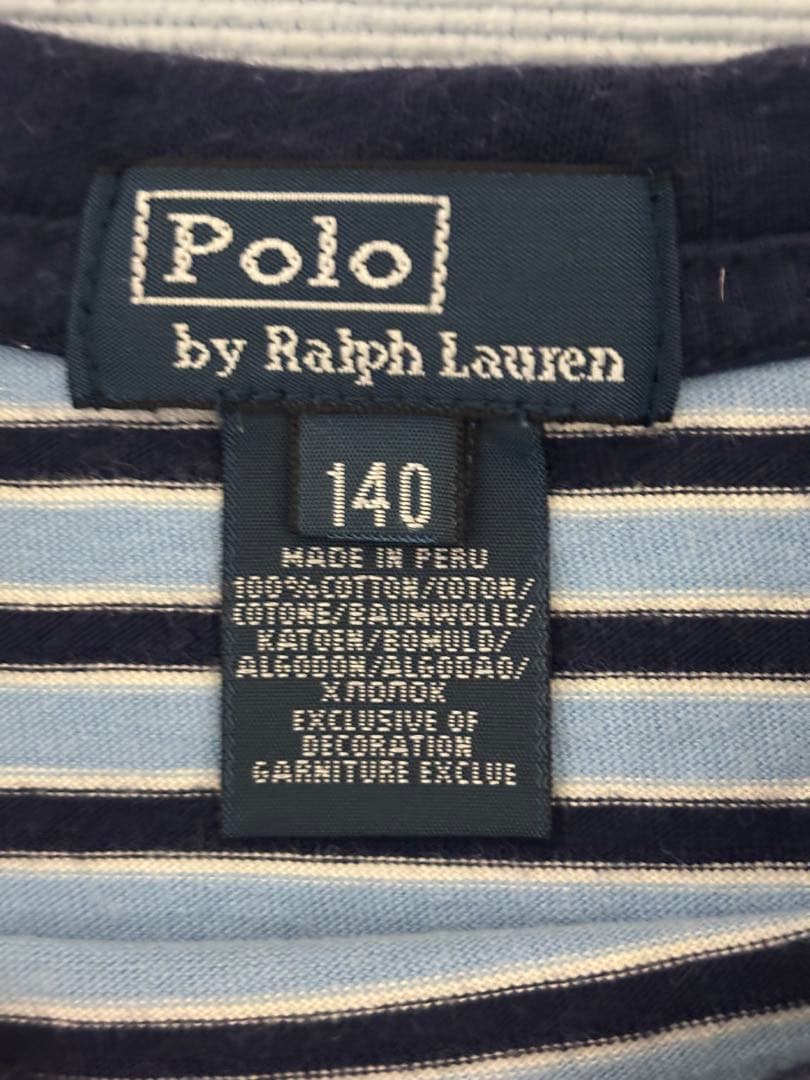 Polo
by Ralph Lauren
140
MADE IN PERU
100%COTTON/COTON/
COTONE/BAUMWOLLE/
KATOEN/BOMULD/
ALGODON/ALGODAO/
ХЛОПОК
EXCLUSIVE OF
DECORATION
GARNITURE EXCLUE